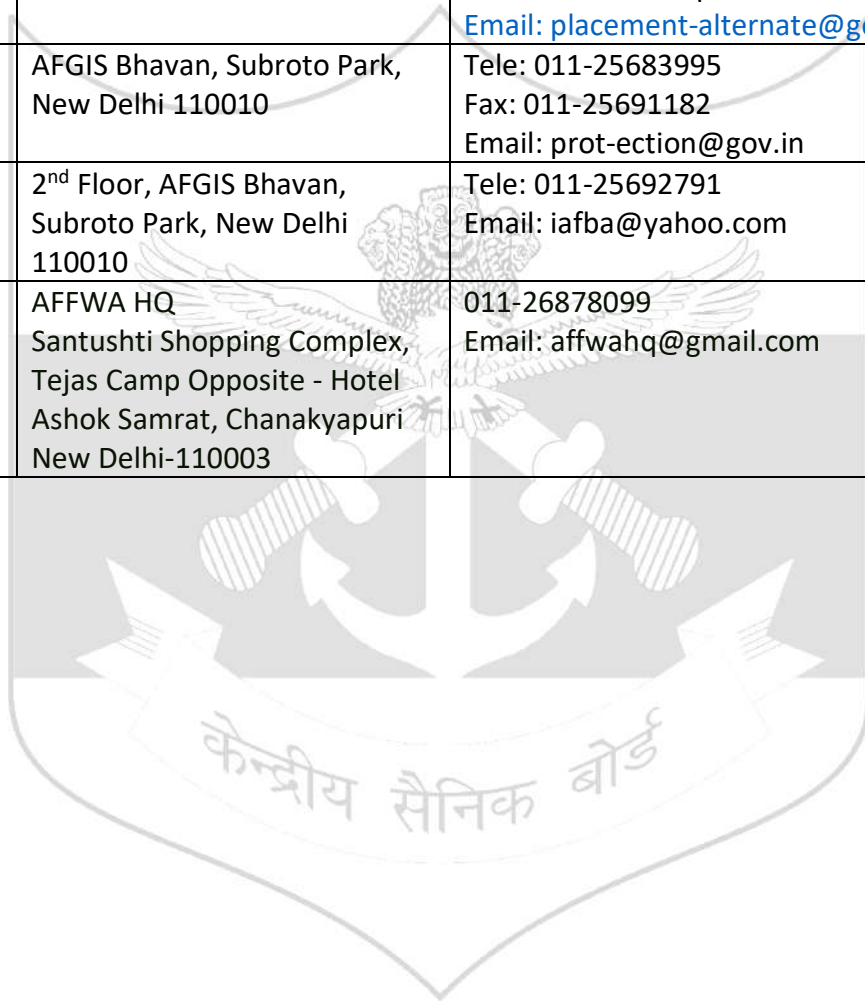 Email: placement-alternate@g
AFGIS Bhavan, Subroto Park,
New Delhi 110010
Tele: 011-25683995
Fax: 011-25691182
Email: prot-ection@gov.in
2nd Floor, AFGIS Bhavan,
Subroto Park, New Delhi
110010
Tele: 011-25692791
Email: iafba@yahoo.com
AFFWA HQ
Santushti Shopping Complex,
Tejas Camp Opposite - Hotel
Ashok Samrat, Chanakyapuri
New Delhi-110003
011-26878099
Email: affwahq@gmail.com
केन्द्रीय सैनिक बोर्ड